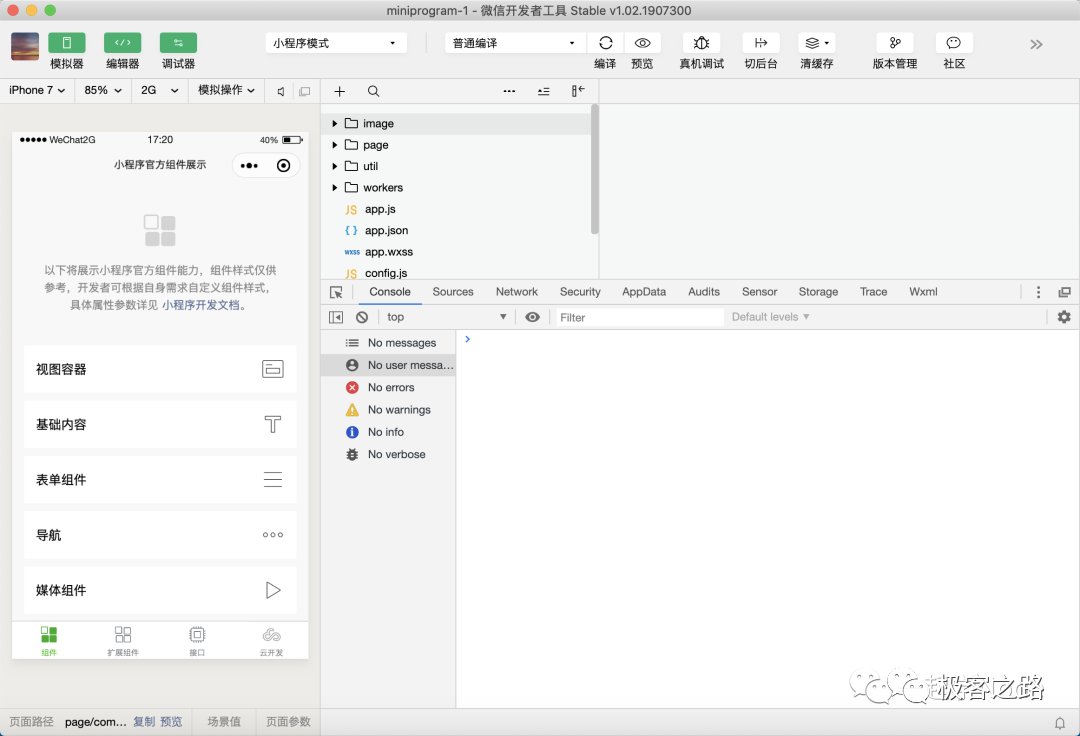 miniprogram-1 - 微信开发者工具 Stable v1.02.1907300
模拟器 编辑器 调试器 小程序模式 普通编译 编译 预览 真机调试 切后台 清缓存 版本管理 社区
iPhone 7 85% 2G 模拟操作
WeChat2G 17:20 40%
小程序官方组件展示
以下将展示小程序官方组件能力，组件样式仅供
参考，开发者可根据自身需求自定义组件样式，
具体属性参数详见 小程序开发文档。
视图容器
基础内容
表单组件
导航
媒体组件
组件 扩展组件 接口 云开发
页面路径 page/com... 复制 预览 场景值 页面参数
image
page
util
workers
JS app.js
{ } app.json
wxss app.wxss
JS config.js
Console Sources Network Security AppData Audits Sensor Storage Trace Wxml
top Filter Default levels
No messages
No user messa...
No errors
No warnings
No info
No verbose
极客之路